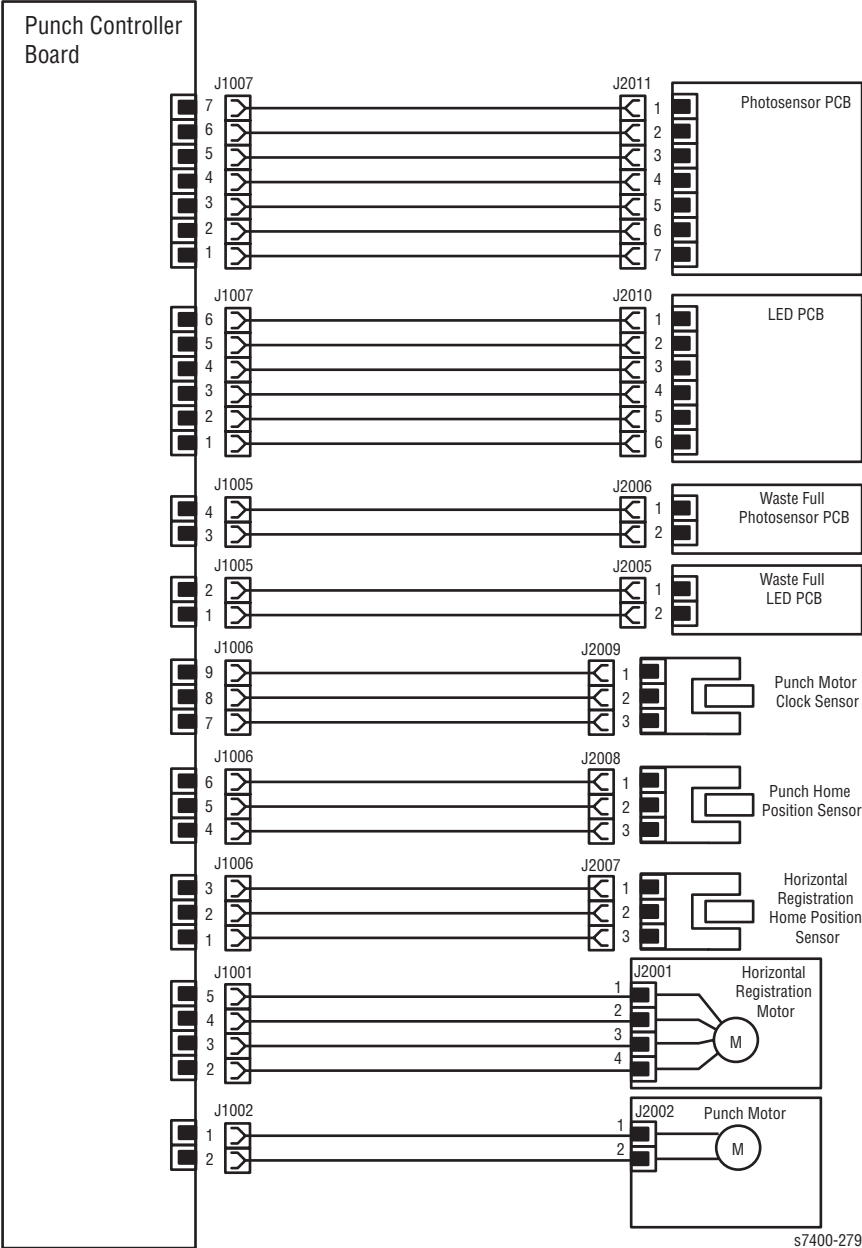 Punch Controller
Board
J1007 J2011
7 1 Photosensor PCB
6 2
5 3
4 4
3 5
2 6
1 7
J1007 J2010
6 1 LED PCB
5 2
4 3
3 4
2 5
1 6
J1005 J2006
4 1 Waste Full
3 2 Photosensor PCB
J1005 J2005
2 1 Waste Full
1 2 LED PCB
J1006 J2009
9 1 Punch Motor
8 2 Clock Sensor
7 3
J1006 J2008
6 1 Punch Home
5 2 Position Sensor
4 3
J1006 J2007
3 1 Horizontal
2 2 Registration
1 3 Home Position
Sensor
J1001 J2001 Horizontal
5 1 Registration
4 2 Motor
3 3 M
2 4
J1002 J2002 Punch Motor
1 1 M
2 2
s7400-279